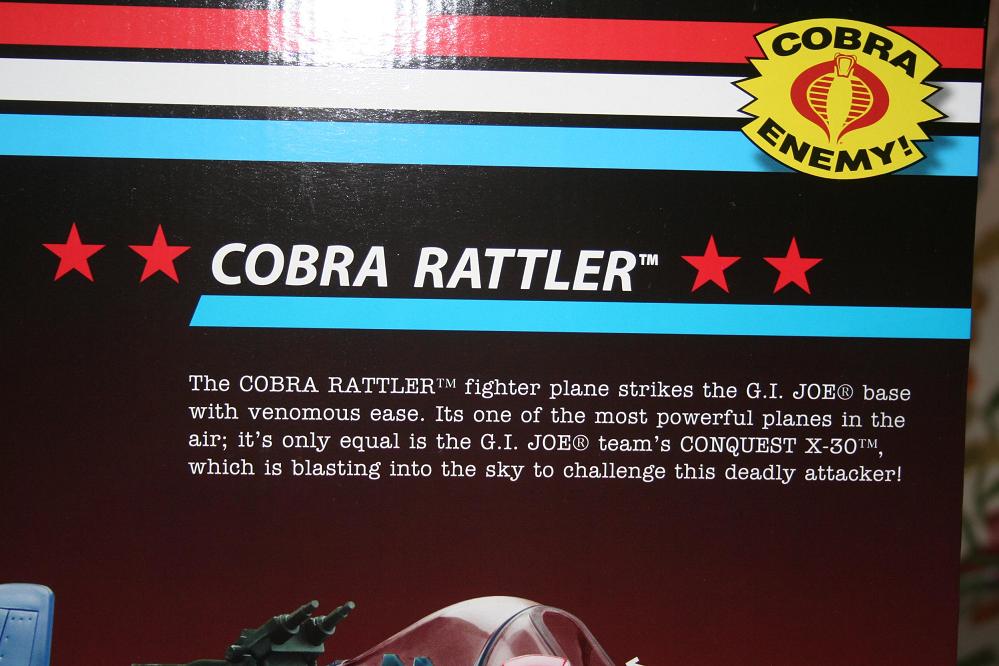 COBRA
ENEMY!
COBRA RATTLER™
The COBRA RATTLER™ fighter plane strikes the G.I. JOE® base
with venomous ease. Its one of the most powerful planes in the
air; it's only equal is the G.I. JOE® team's CONQUEST X-30™,
which is blasting into the sky to challenge this deadly attacker!